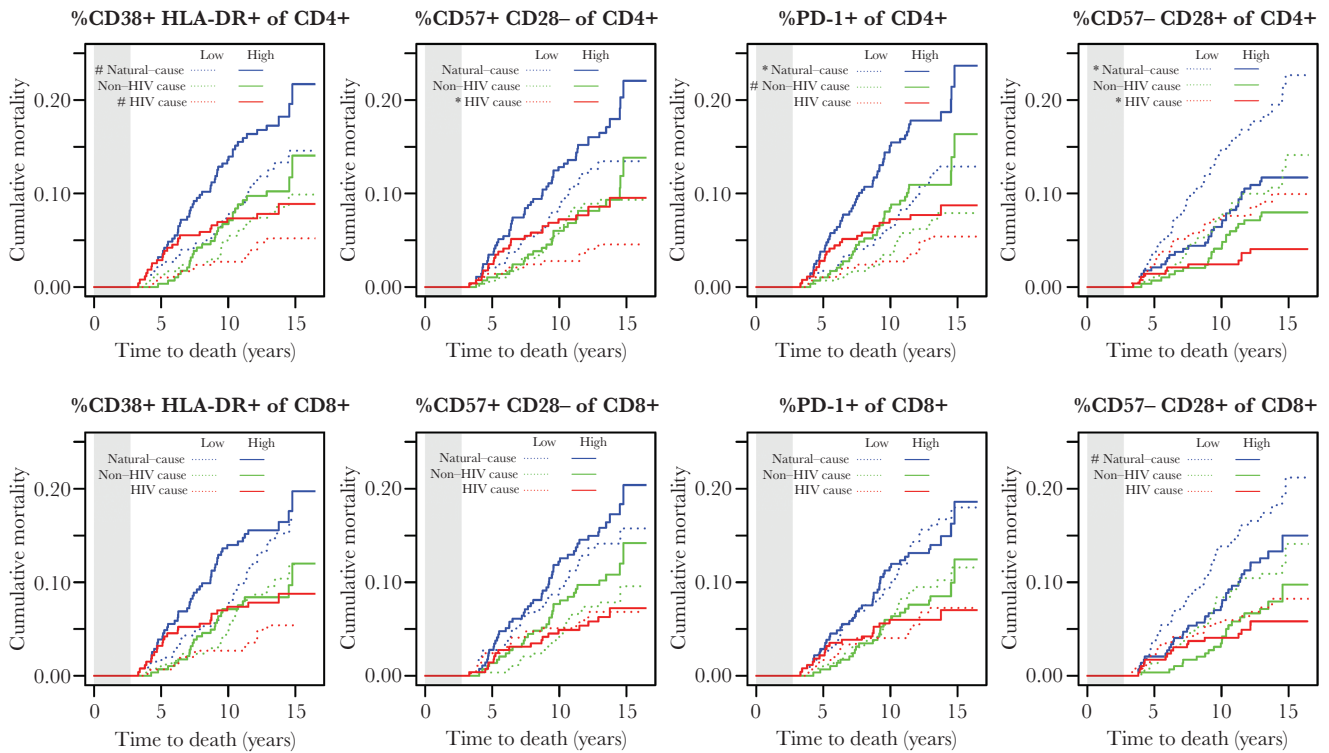 %CD38+ HLA-DR+ of CD4+
Cumulative mortality
0.20
0.10
0.00
Low High
# Natural–cause
Non–HIV cause
# HIV cause
0 5 10 15
Time to death (years)
%CD57+ CD28– of CD4+
Cumulative mortality
0.20
0.10
0.00
Low High
Natural–cause
Non–HIV cause
* HIV cause
0 5 10 15
Time to death (years)
%PD-1+ of CD4+
Cumulative mortality
0.20
0.10
0.00
Low High
* Natural–cause
# Non–HIV cause
HIV cause
0 5 10 15
Time to death (years)
%CD57– CD28+ of CD4+
Cumulative mortality
0.20
0.10
0.00
Low High
* Natural–cause
Non–HIV cause
* HIV cause
0 5 10 15
Time to death (years)
%CD38+ HLA-DR+ of CD8+
Cumulative mortality
0.20
0.10
0.00
Low High
Natural–cause
Non–HIV cause
HIV cause
0 5 10 15
Time to death (years)
%CD57+ CD28– of CD8+
Cumulative mortality
0.20
0.10
0.00
Low High
Natural–cause
Non–HIV cause
HIV cause
0 5 10 15
Time to death (years)
%PD-1+ of CD8+
Cumulative mortality
0.20
0.10
0.00
Low High
Natural–cause
Non–HIV cause
HIV cause
0 5 10 15
Time to death (years)
%CD57– CD28+ of CD8+
Cumulative mortality
0.20
0.10
0.00
Low High
# Natural–cause
Non–HIV cause
HIV cause
0 5 10 15
Time to death (years)